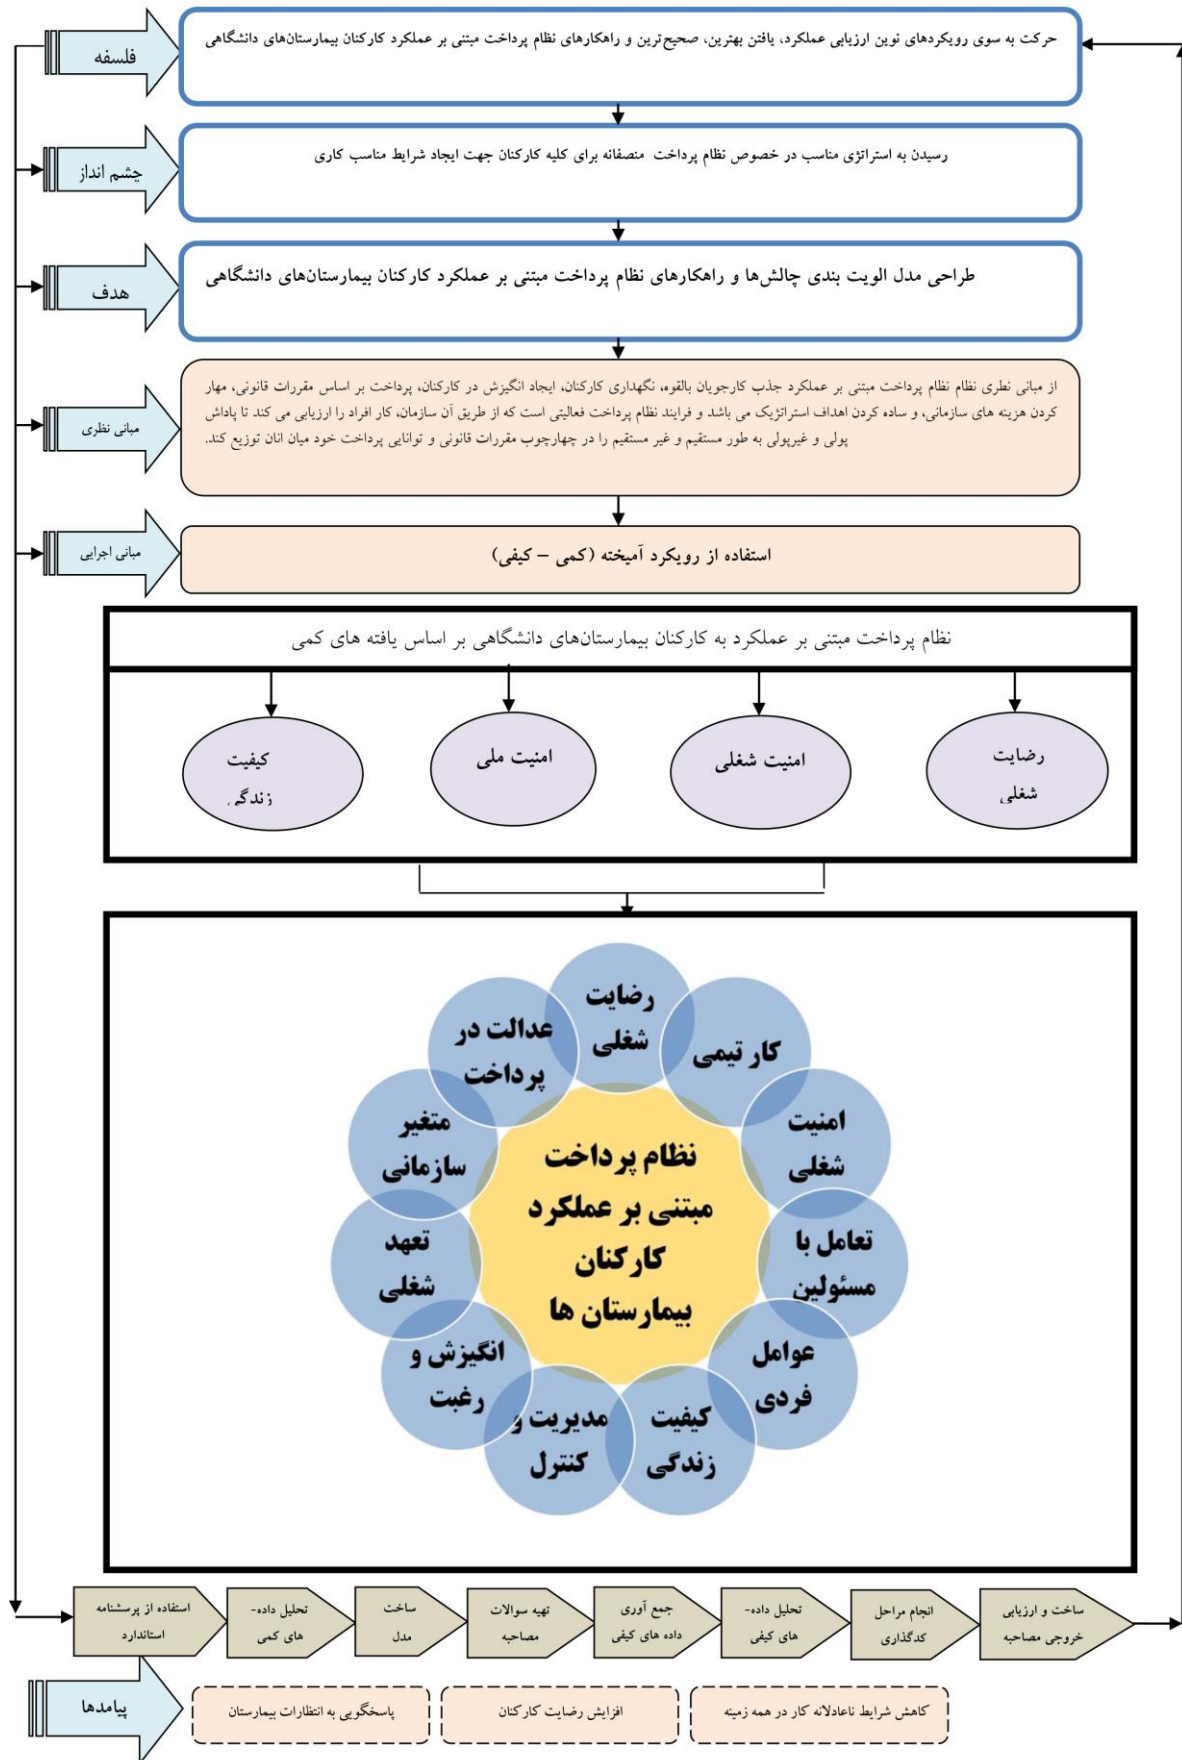 فلسفه
حرکت به سوی رویکردهای نوین ارزیابی عملکرد، یافتن بهترین، صحیح‌ترین و راهکارهای نظام پرداخت مبتنی بر عملکرد کارکنان بیمارستان‌های دانشگاهی
چشم انداز
رسیدن به استراتژی مناسب در خصوص نظام پرداخت منصفانه برای کلیه کارکنان جهت ایجاد شرایط مناسب کاری
هدف
طراحی مدل الویت بندی چالش‌ها و راهکارهای نظام پرداخت مبتنی بر عملکرد کارکنان بیمارستان‌های دانشگاهی
مبانی نظری
از مبانی نظری نظام نظام پرداخت مبتنی بر عملکرد جذب کارجویان بالقوه، نگهداری کارکنان، ایجاد انگیزش در کارکنان، پرداخت بر اساس مقررات قانونی، مهار
کردن هزینه های سازمانی، و ساده کردن اهداف استراتژیک می باشد و فرایند نظام پرداخت فعالیتی است که از طریق آن سازمان، کار افراد را ارزیابی می کند تا پاداش
پولی و غیرپولی به طور مستقیم و غیر مستقیم را در چهارچوب مقررات قانونی و توانایی پرداخت خود میان انان توزیع کند.
مبانی اجرایی
استفاده از رویکرد آمیخته (کمی – کیفی)
نظام پرداخت مبتنی بر عملکرد به کارکنان بیمارستان‌های دانشگاهی بر اساس یافته های کمی
رضایت
شغلی
امنیت شغلی
امنیت ملی
کیفیت
زندگی
رضایت
شغلی
کار تیمی
امنیت
شغلی
تعامل با
مسئولین
عوامل
فردی
کیفیت
زندگی
مدیریت و
کنترل
انگیزش و
رغبت
تعهد
شغلی
متغیر
سازمانی
عدالت در
پرداخت
نظام پرداخت
مبتنی بر عملکرد
کارکنان
بیمارستان ها
استفاده از پرسشنامه
استاندارد
تحلیل داده-
های کمی
ساخت
مدل
تهیه سوالات
مصاحبه
جمع آوری
داده های کیفی
تحلیل داده-
های کیفی
انجام مراحل
کدگذاری
ساخت و ارزیابی
خروجی مصاحبه
پیامدها
پاسخگویی به انتظارات بیمارستان
افزایش رضایت کارکنان
کاهش شرایط ناعادلانه کار در همه زمینه